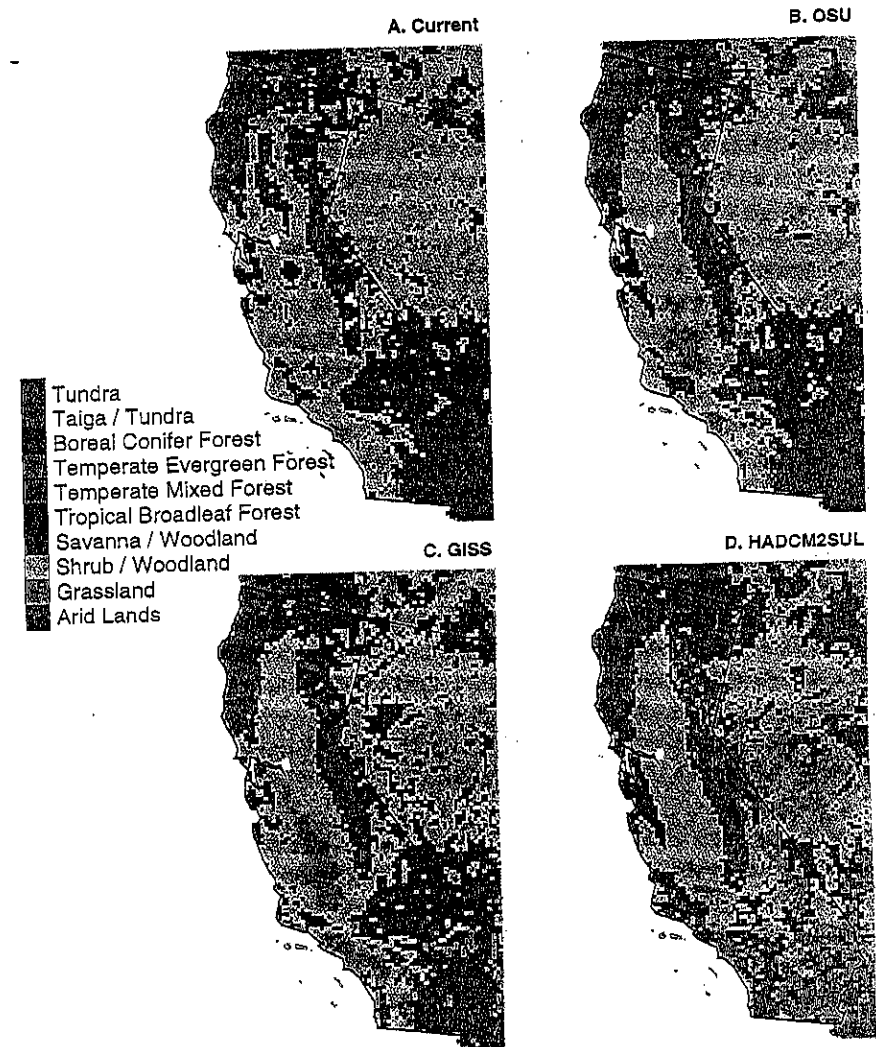 A. Current
B. OSU
Tundra
Taiga / Tundra
Boreal Conifer Forest
Temperate Evergreen Forest
Temperate Mixed Forest
Tropical Broadleaf Forest
Savanna / Woodland
Shrub / Woodland
Grassland
Arid Lands
C. GISS
D. HADCM2SUL